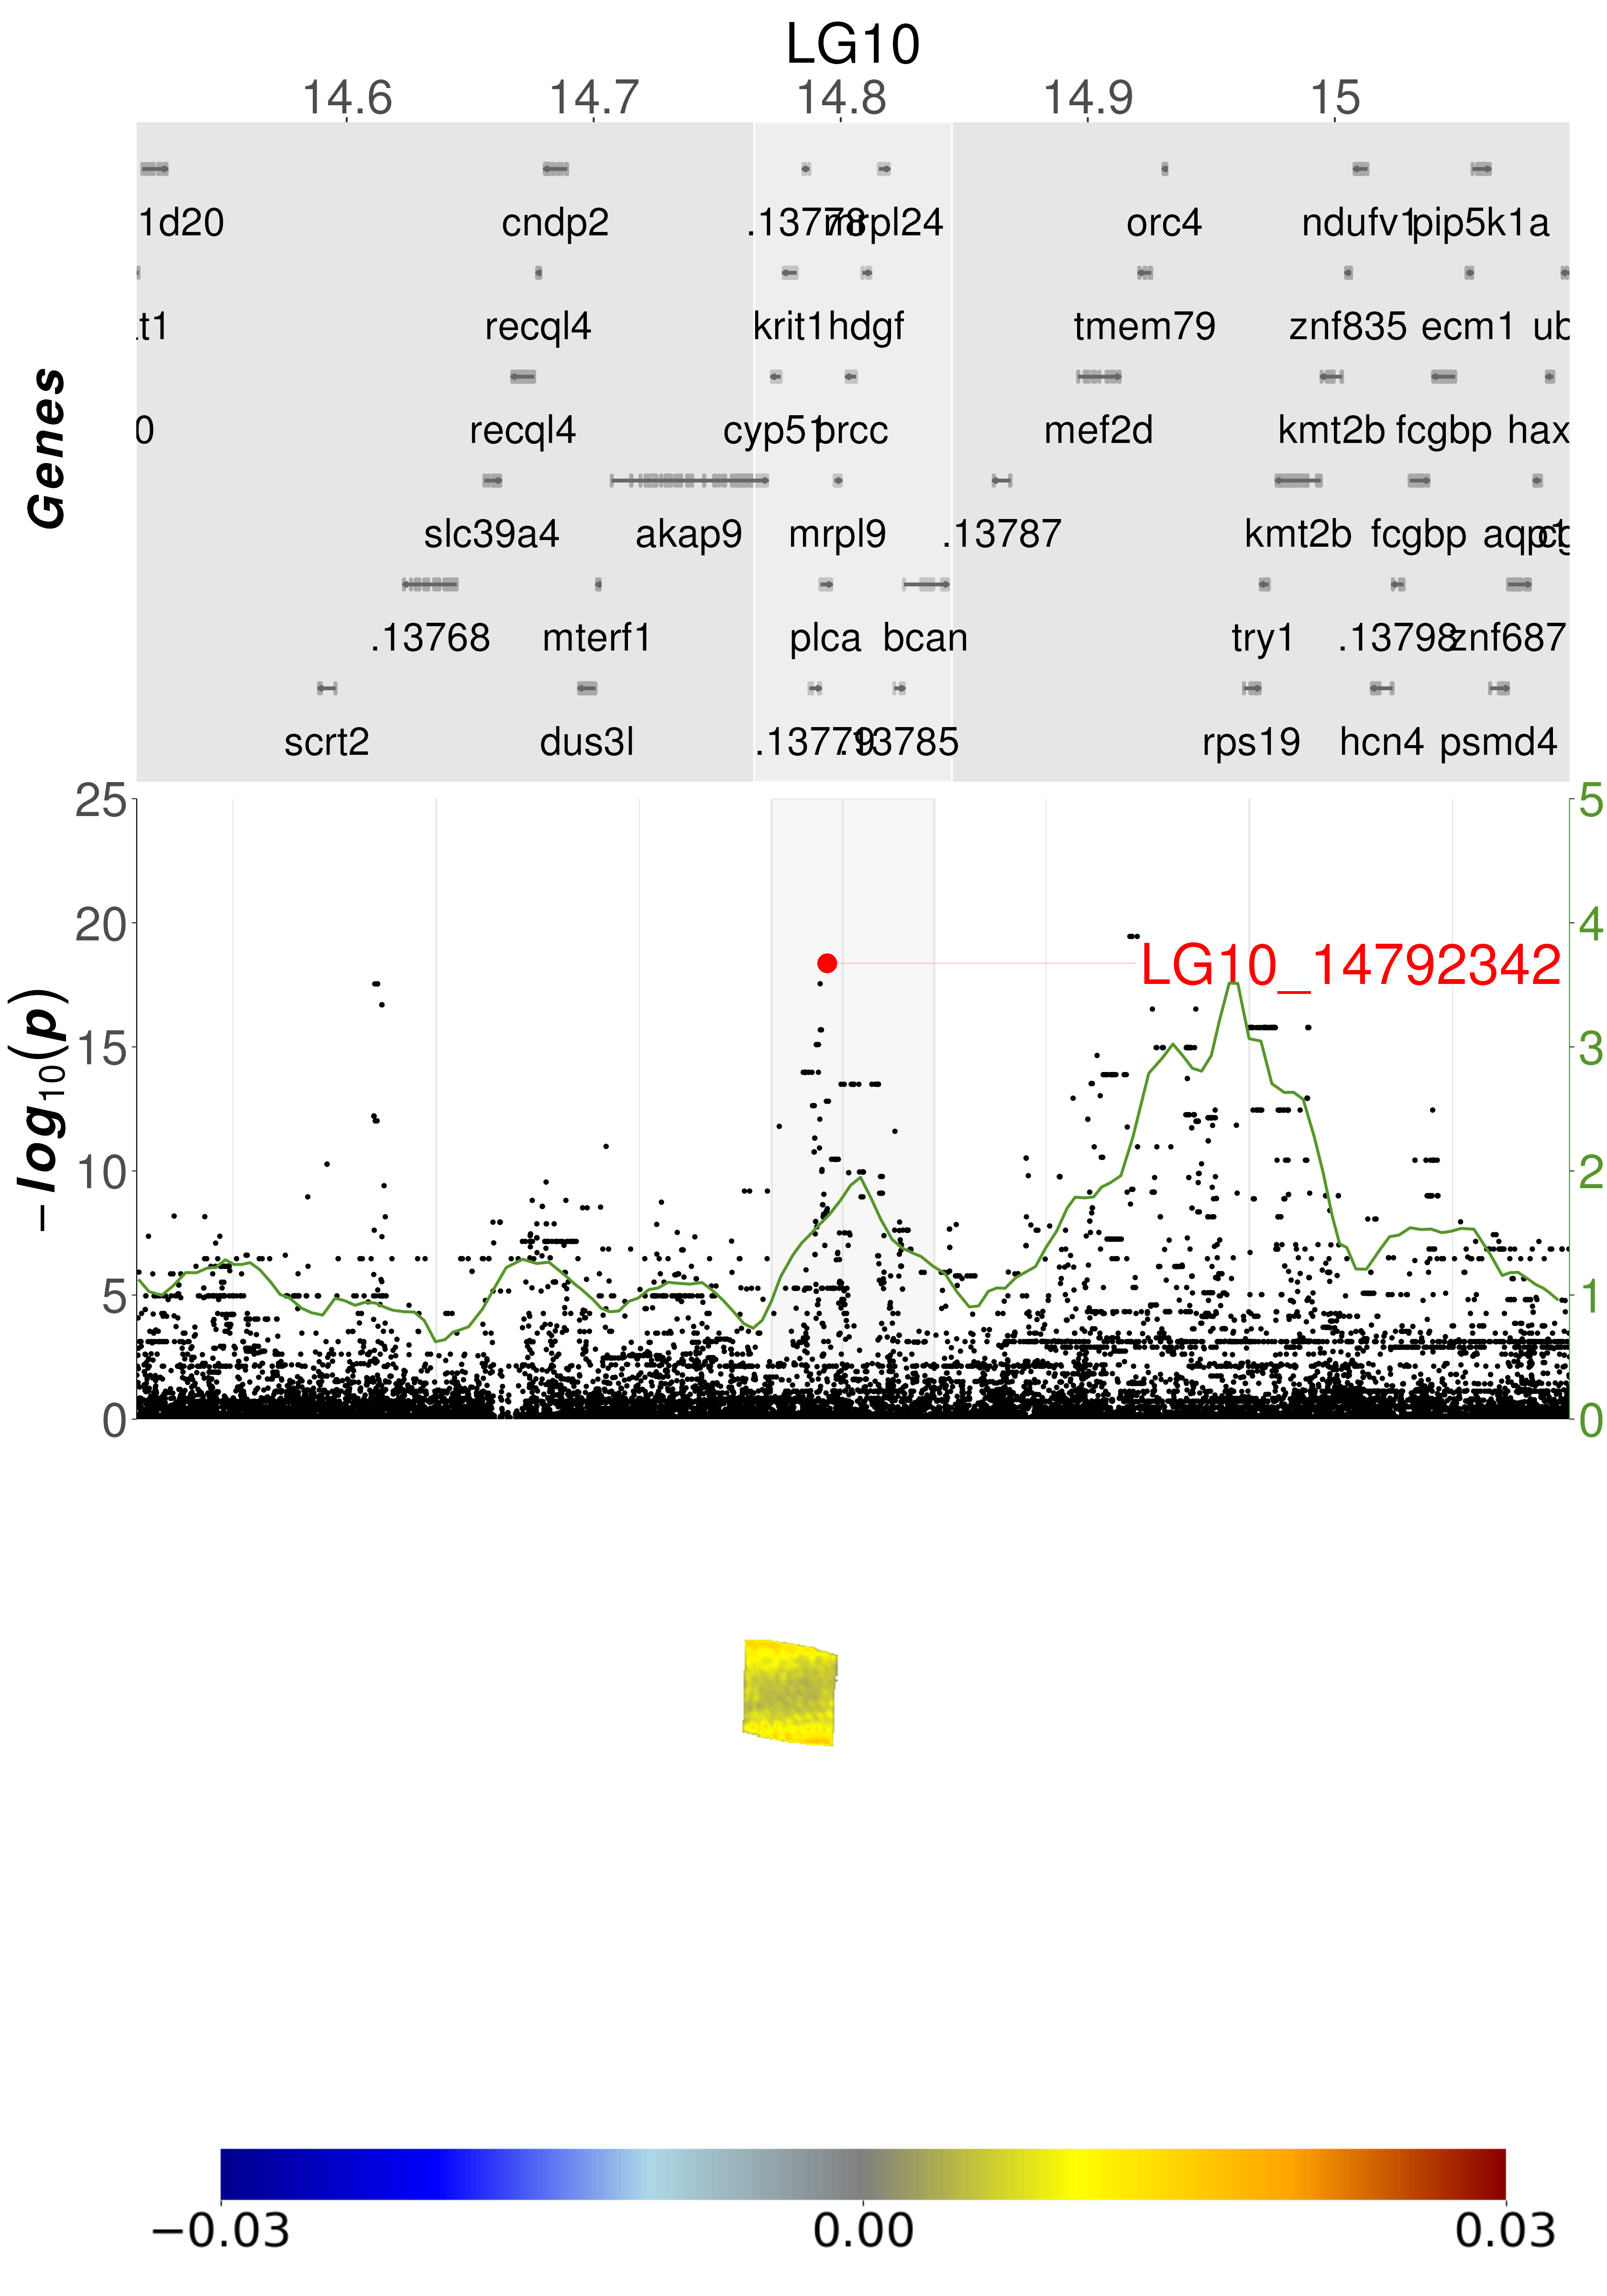 LG10
14.6 14.7 14.8 14.9 15
1d20 cndp2 .13778 mrpl24 orc4 ndufv1 pip5k1a
.t1 recql4 krit1 hdgf tmem79 znf835 ecm1 ub
Genes
0 recql4 cyp51 prcc mef2d kmt2b fcgbp hax
slc39a4 akap9 mrpl9 .13787 kmt2b fcgbp aqp1
.13768 mterf1 plca bcan try1 .13798 znf687
scrt2 dus3l .13779 .13785 rps19 hcn4 psmd4
25 5
20 4
LG10_14792342
−log10(p)
15 3
10 2
5 1
0 0
−0.03 0.00 0.03